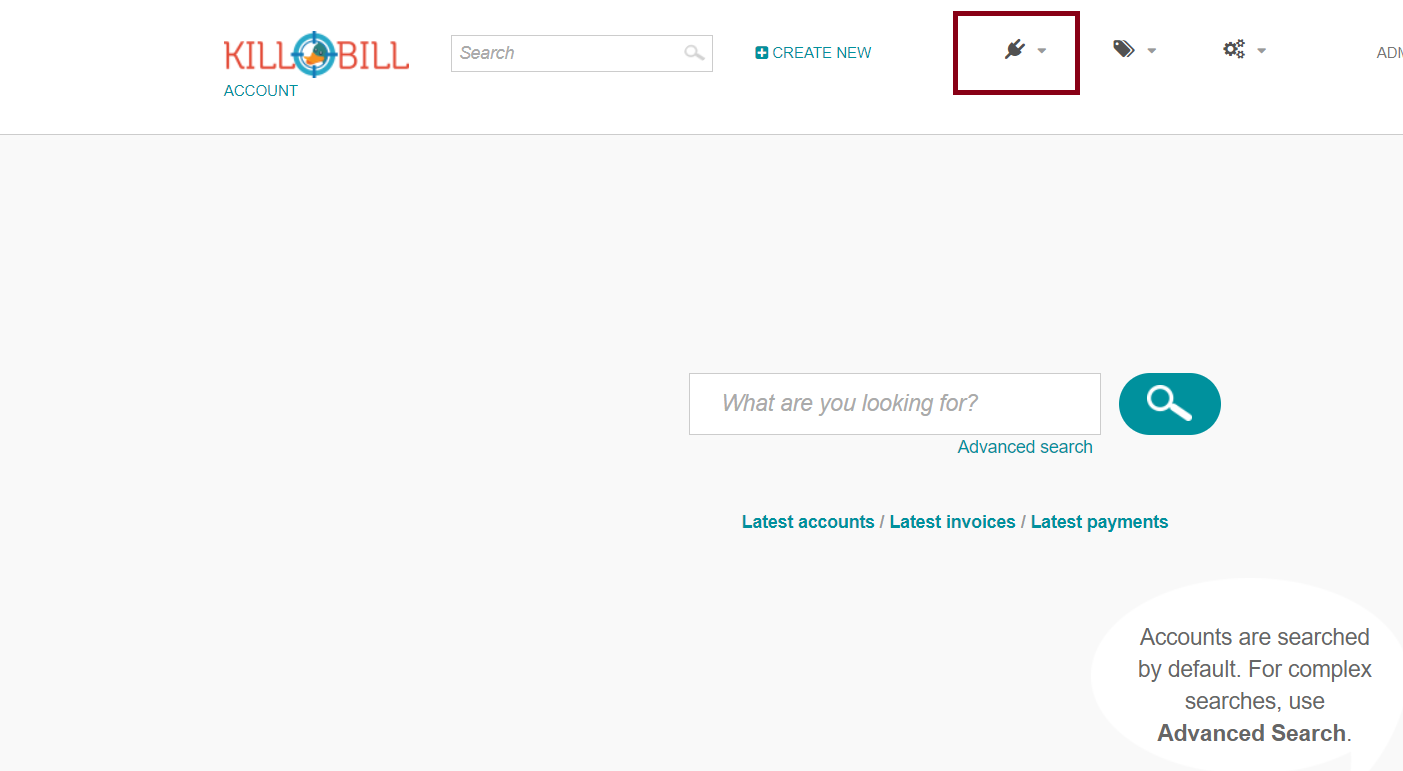 KILL BILL
ACCOUNT
Search
CREATE NEW
ADM
What are you looking for?
Advanced search
Latest accounts / Latest invoices / Latest payments
Accounts are searched
by default. For complex
searches, use
Advanced Search.